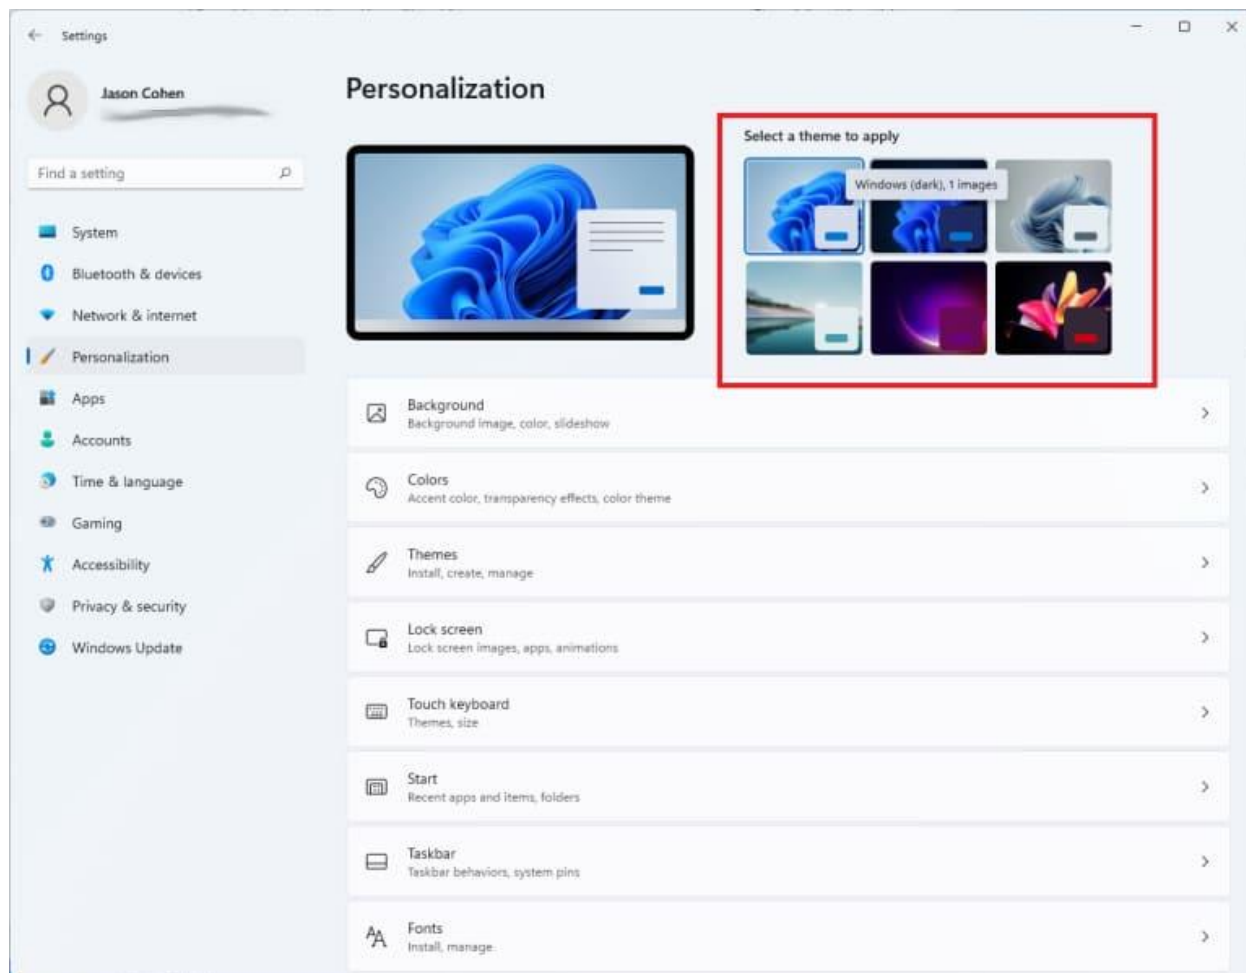 Settings
Jason Cohen
Find a setting
System
Bluetooth & devices
Network & internet
Personalization
Apps
Accounts
Time & language
Gaming
Accessibility
Privacy & security
Windows Update
Personalization
Select a theme to apply
Windows (dark), 1 images
Background
Background image, color, slideshow
Colors
Accent color, transparency effects, color theme
Themes
Install, create, manage
Lock screen
Lock screen images, apps, animations
Touch keyboard
Themes, size
Start
Recent apps and items, folders
Taskbar
Taskbar behaviors, system pins
Fonts
Install, manage